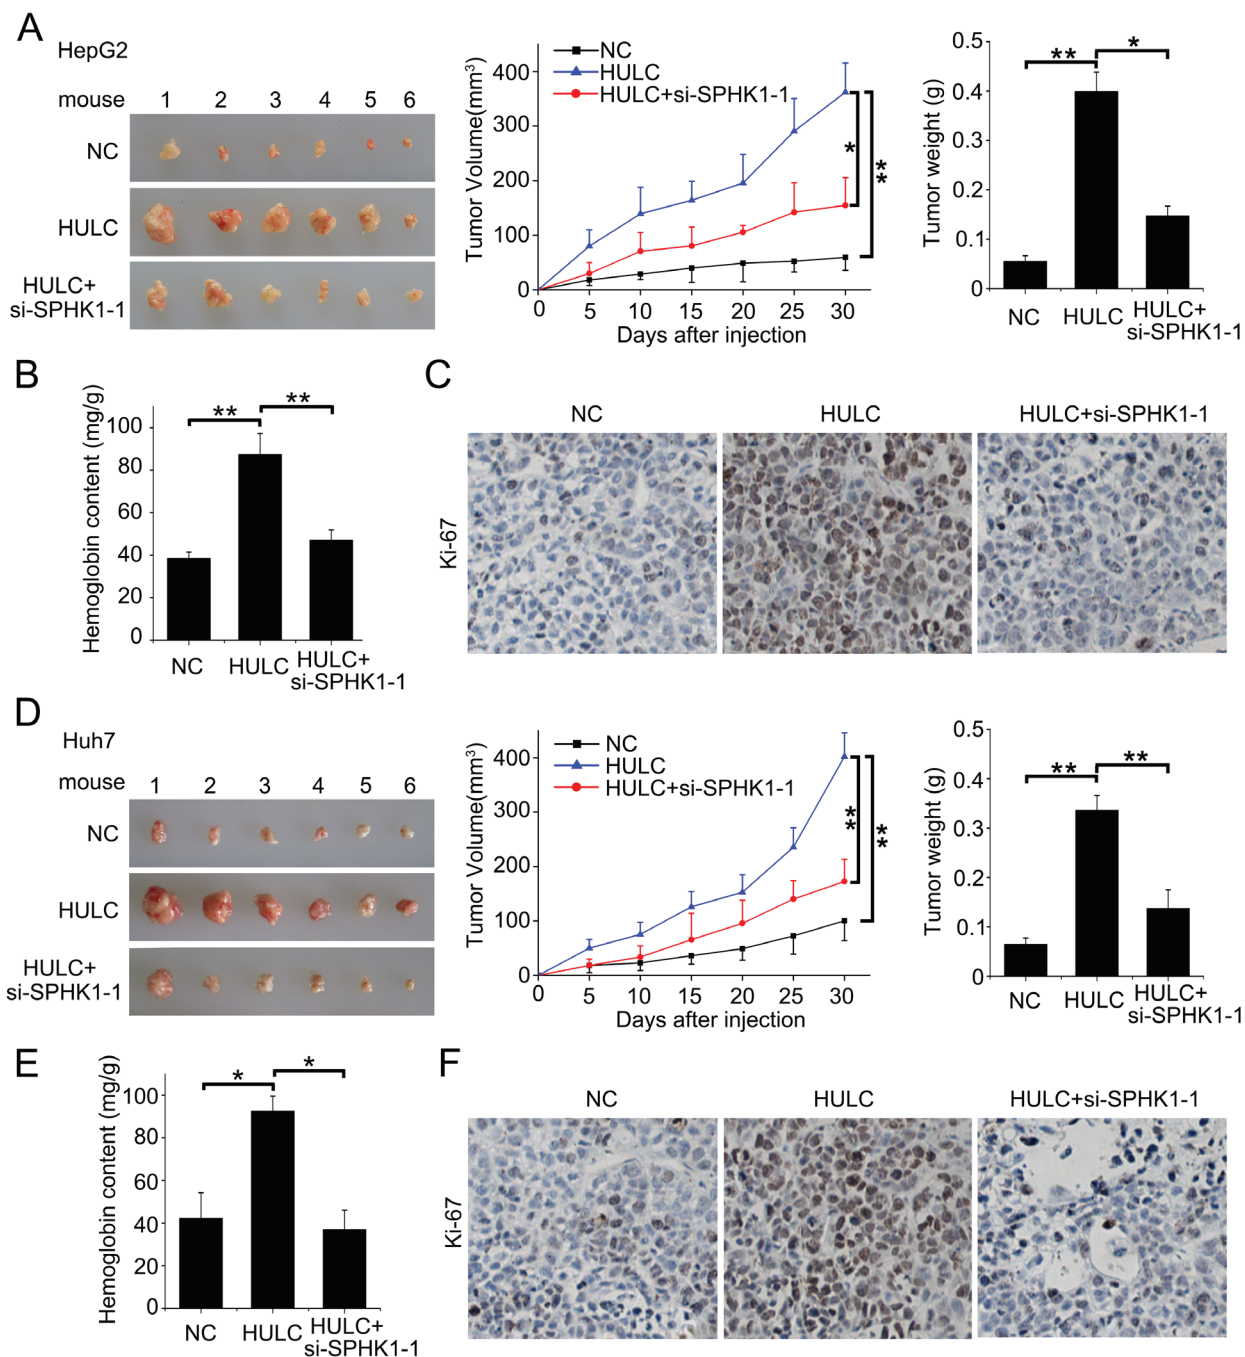 A
HepG2
mouse 1 2 3 4 5 6
NC
HULC
HULC+
si-SPHK1-1
Tumor Volume(mm³)
400
300
200
100
0
NC
HULC
HULC+si-SPHK1-1
*
**
0 5 10 15 20 25 30
Days after injection
Tumor weight (g)
0.5
0.4
0.3
0.2
0.1
0
** *
NC HULC HULC+
si-SPHK1-1
B
Hemoglobin content (mg/g)
100
80
60
40
20
0
** **
NC HULC HULC+
si-SPHK1-1
C
NC HULC HULC+si-SPHK1-1
Ki-67
D
Huh7
mouse 1 2 3 4 5 6
NC
HULC
HULC+
si-SPHK1-1
Tumor Volume(mm³)
400
300
200
100
0
NC
HULC
HULC+si-SPHK1-1
**
**
0 5 10 15 20 25 30
Days after injection
Tumor weight (g)
0.5
0.4
0.3
0.2
0.1
0
** **
NC HULC HULC+
si-SPHK1-1
E
Hemoglobin content (mg/g)
100
80
60
40
20
0
* *
NC HULC HULC+
si-SPHK1-1
F
NC HULC HULC+si-SPHK1-1
Ki-67